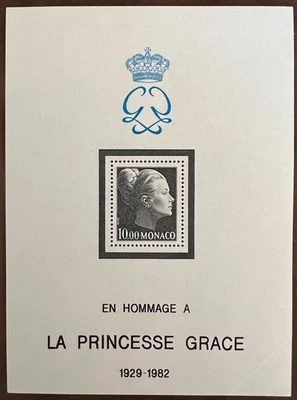 10.00 MONACO
EN HOMMAGE A
LA PRINCESSE GRACE
1929-1982